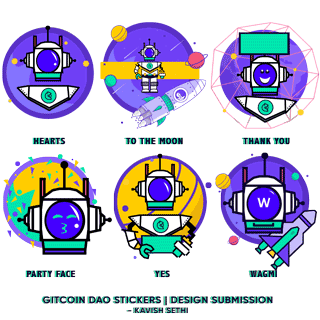 HEARTS
TO THE MOON
THANK YOU
W
PARTY FACE
YES
WAGMI
GITCOIN DAO STICKERS | DESIGN SUBMISSION
- KAVISH SETHI